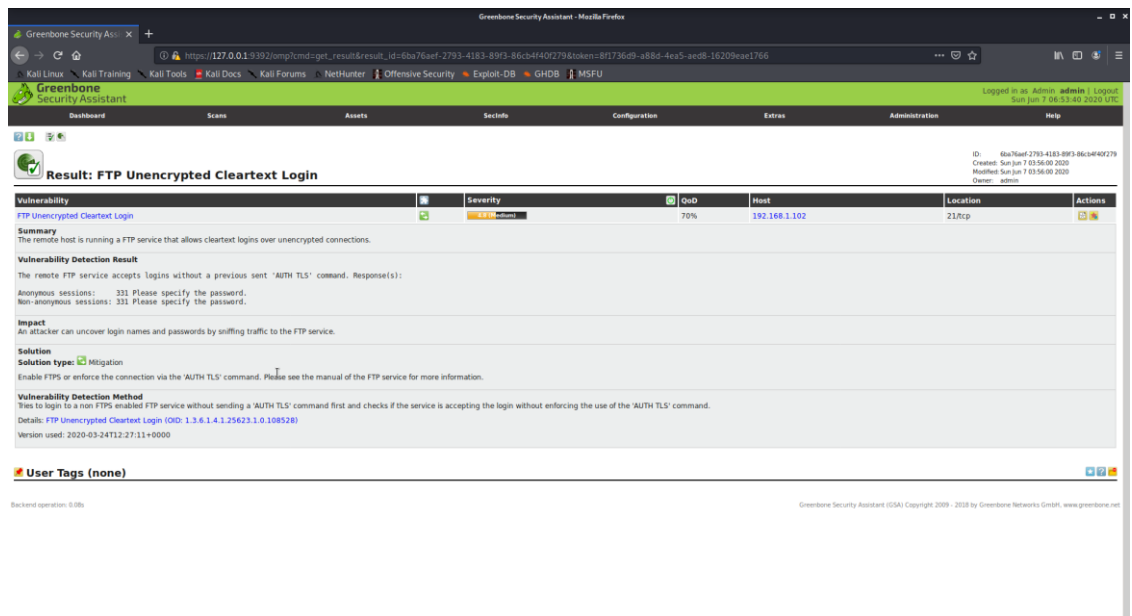 Greenbone Security Assistant - Mozilla Firefox
Greenbone Security Assi
https://127.0.0.1:9392/omp?cmd=get_result&result_id=6ba76aef-2793-4183-89f3-86cb4f40f279&token=8f1736d9-a88d-4ea5-aed8-16209eae1766
Kali Linux Kali Training Kali Tools Kali Docs Kali Forums NetHunter Offensive Security Exploit-DB GHDB MSFU
Greenbone
Security Assistant
Logged in as Admin admin | Logout
Sun Jun 7 06:53:40 2020 UTC
Dashboard Scans Assets SecInfo Configuration Extras Administration Help
ID: 6ba76aef-2793-4183-89f3-86cb4f40f279
Created: Sun Jun 7 03:56:00 2020
Modified: Sun Jun 7 03:56:00 2020
Owner: admin
Result: FTP Unencrypted Cleartext Login
Vulnerability Severity QoD Host Location Actions
FTP Unencrypted Cleartext Login 4.8 (Medium) 70% 192.168.1.102 21/tcp
Summary
The remote host is running a FTP service that allows cleartext logins over unencrypted connections.
Vulnerability Detection Result
The remote FTP service accepts logins without a previous sent 'AUTH TLS' command. Response(s):
Anonymous sessions: 331 Please specify the password.
Non-anonymous sessions: 331 Please specify the password.
Impact
An attacker can uncover login names and passwords by sniffing traffic to the FTP service.
Solution
Solution type: Mitigation
Enable FTPS or enforce the connection via the 'AUTH TLS' command. Please see the manual of the FTP service for more information.
Vulnerability Detection Method
Tries to login to a non FTPS enabled FTP service without sending a 'AUTH TLS' command first and checks if the service is accepting the login without enforcing the use of the 'AUTH TLS' command.
Details: FTP Unencrypted Cleartext Login (OID: 1.3.6.1.4.1.25623.1.0.108528)
Version used: 2020-03-24T12:27:11+0000
User Tags (none)
Backend operation: 0.08s
Greenbone Security Assistant (GSA) Copyright 2009 - 2018 by Greenbone Networks GmbH, www.greenbone.net